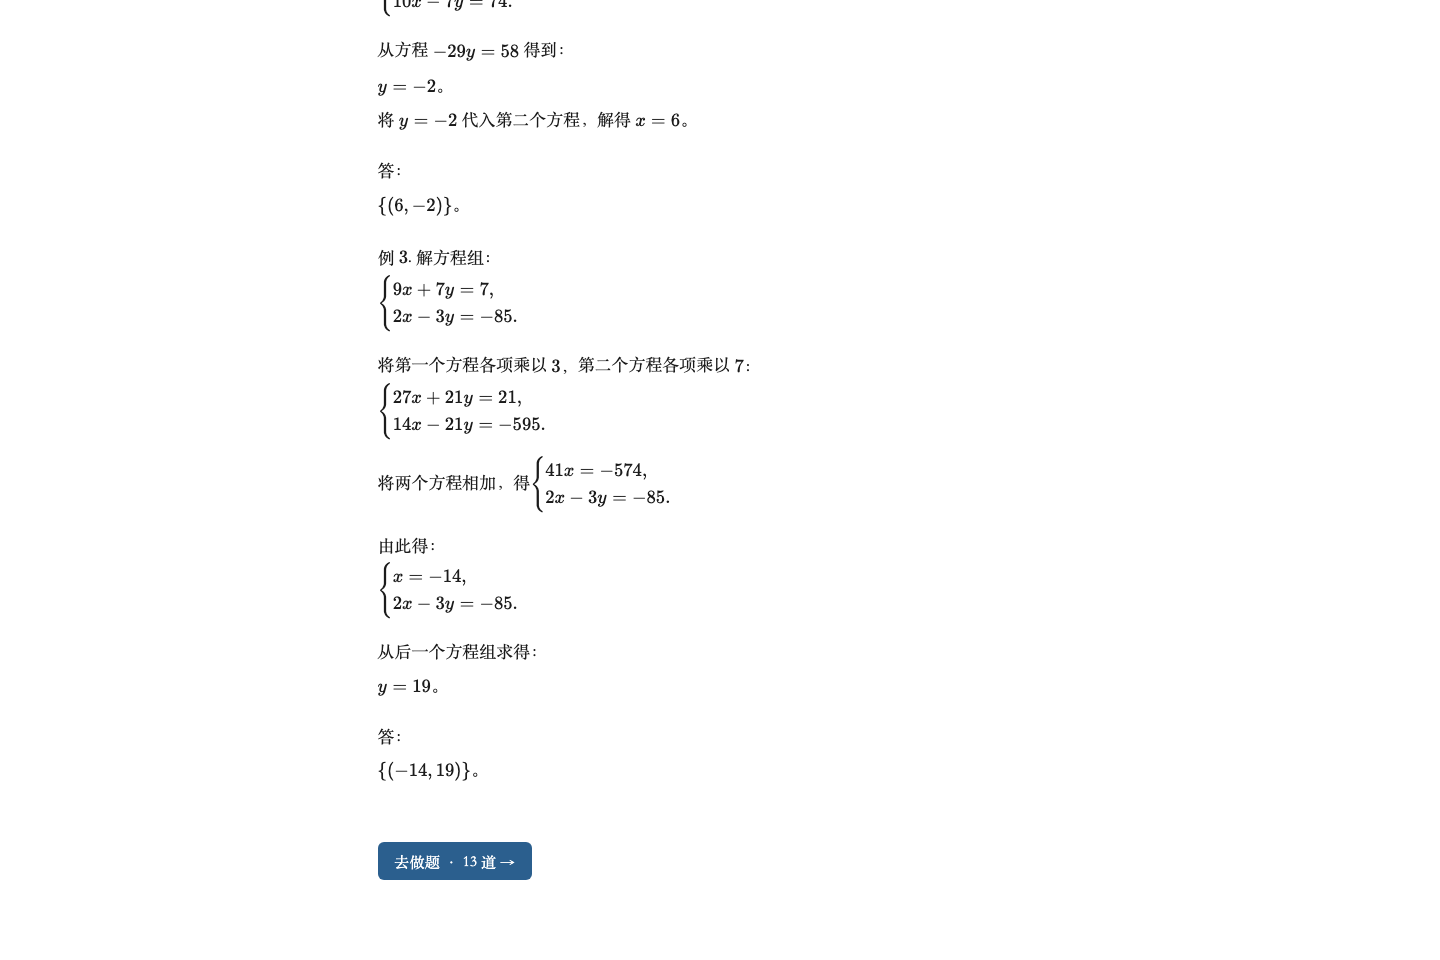 10x − 7y = 74.
从方程 −29y = 58 得到：
y = −2。
将 y = −2 代入第二个方程，解得 x = 6。
答：
{(6, −2)}。
例 3. 解方程组：
9x + 7y = 7,
2x − 3y = −85.
将第一个方程各项乘以 3，第二个方程各项乘以 7：
27x + 21y = 21,
14x − 21y = −595.
将两个方程相加，得
41x = −574,
2x − 3y = −85.
由此得：
x = −14,
2x − 3y = −85.
从后一个方程组求得：
y = 19。
答：
{(−14, 19)}。
去做题 · 13 道 →